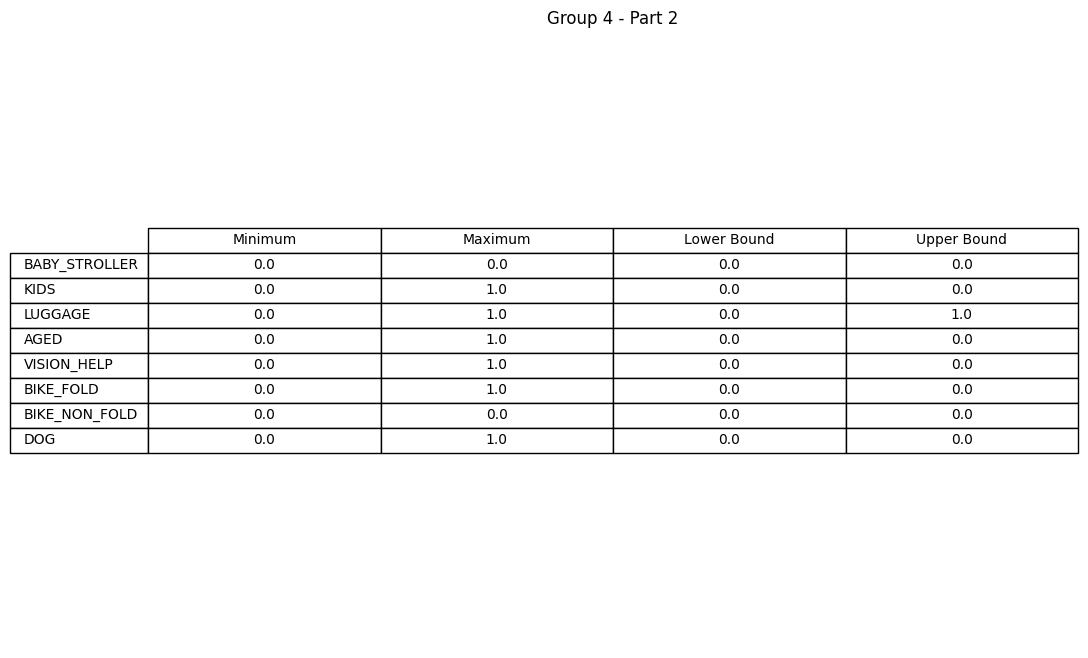 Group 4 - Part 2
Minimum Maximum Lower Bound Upper Bound
BABY_STROLLER 0.0 0.0 0.0 0.0
KIDS 0.0 1.0 0.0 0.0
LUGGAGE 0.0 1.0 0.0 1.0
AGED 0.0 1.0 0.0 0.0
VISION_HELP 0.0 1.0 0.0 0.0
BIKE_FOLD 0.0 1.0 0.0 0.0
BIKE_NON_FOLD 0.0 0.0 0.0 0.0
DOG 0.0 1.0 0.0 0.0